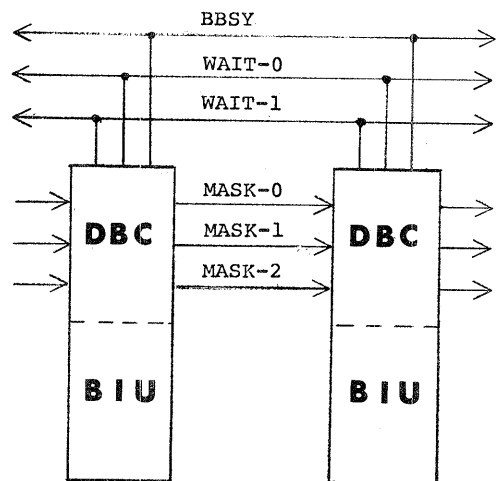 BBSY
WAIT-0
WAIT-1
MASK-0
DBC
MASK-1
DBC
MASK-2
BIU
BIU